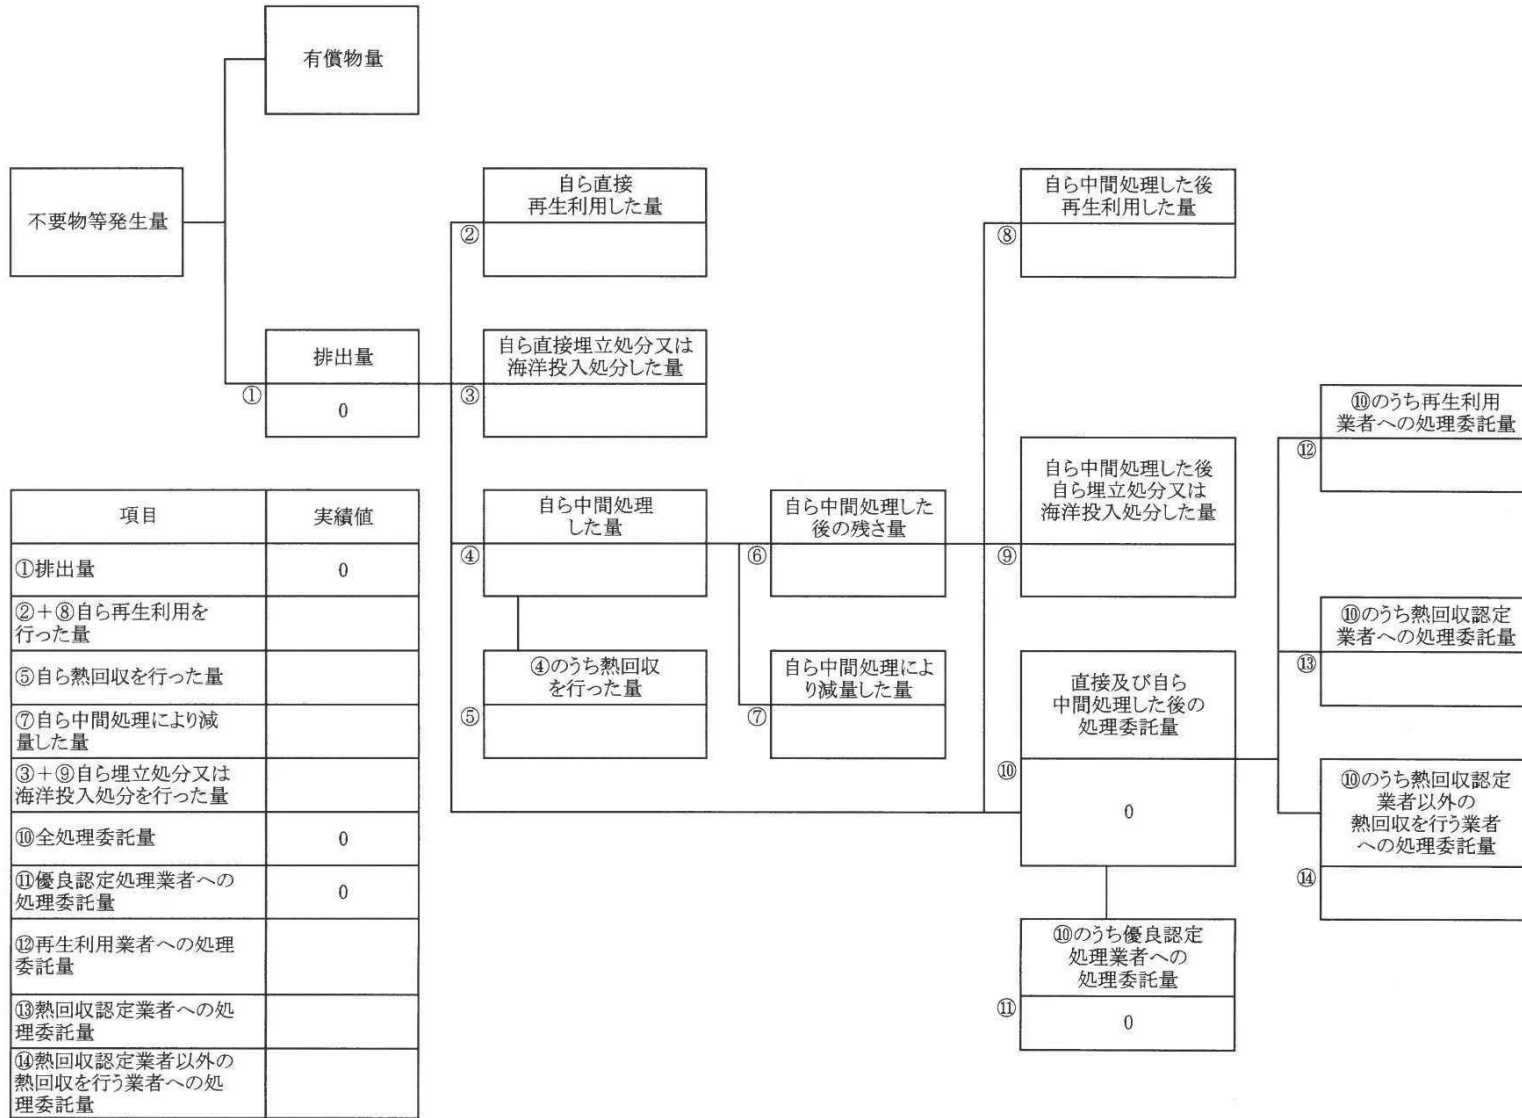 有償物量
不要物等発生量
自ら直接
再生利用した量
②
自ら中間処理した後
再生利用した量
⑧
排出量
①
0
自ら直接埋立処分又は
海洋投入処分した量
③
⑩のうち再生利用
業者への処理委託量
⑫
自ら中間処理
した量
④
自ら中間処理した
後の残さ量
⑥
自ら中間処理した後
自ら埋立処分又は
海洋投入処分した量
⑨
⑩のうち熱回収認定
業者への処理委託量
⑬
④のうち熱回収
を行った量
⑤
自ら中間処理によ
り減量した量
⑦
直接及び自ら
中間処理した後の
処理委託量
⑩
0
⑩のうち熱回収認定
業者以外の
熱回収を行う業者
への処理委託量
⑭
⑩のうち優良認定
処理業者への
処理委託量
⑪
0
項目
実績値
①排出量
0
②+⑧自ら再生利用を
行った量
⑤自ら熱回収を行った量
⑦自ら中間処理により減
量した量
③+⑨自ら埋立処分又は
海洋投入処分を行った量
⑩全処理委託量
0
⑪優良認定処理業者への
処理委託量
0
⑫再生利用業者への処理
委託量
⑬熱回収認定業者への処
理委託量
⑭熱回収認定業者以外の
熱回収を行う業者への処
理委託量